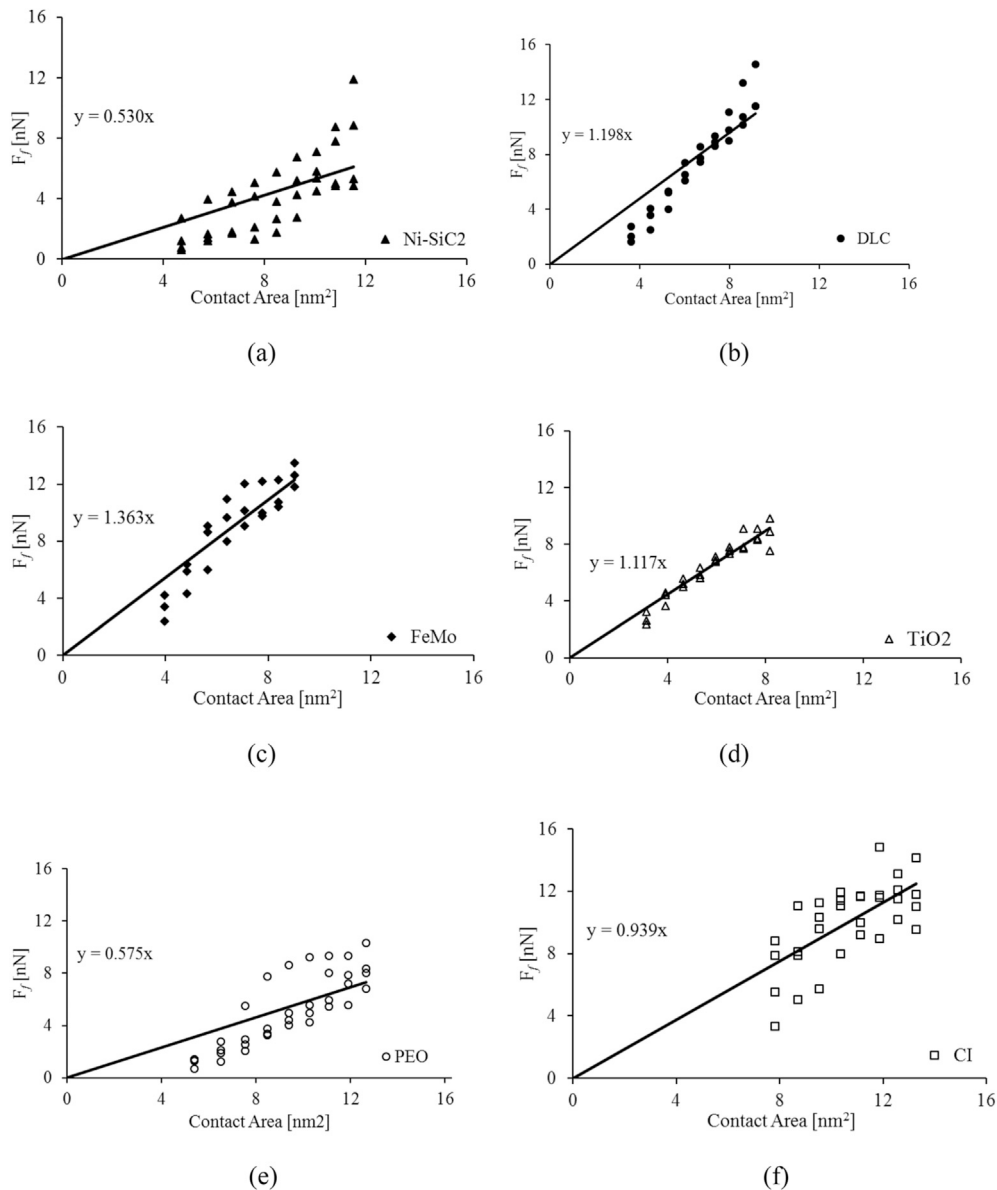 16
12
8
4
0
F𝑓 [nN]
y = 0.530x
Ni-SiC2
0 4 8 12 16
Contact Area [nm²]
(a)
16
12
8
4
0
F𝑓 [nN]
y = 1.198x
DLC
0 4 8 12 16
Contact Area [nm²]
(b)
16
12
8
4
0
F𝑓 [nN]
y = 1.363x
FeMo
0 4 8 12 16
Contact Area [nm²]
(c)
16
12
8
4
0
F𝑓 [nN]
y = 1.117x
TiO2
0 4 8 12 16
Contact Area [nm²]
(d)
16
12
8
4
0
F𝑓 [nN]
y = 0.575x
PEO
0 4 8 12 16
Contact Area [nm2]
(e)
16
12
8
4
0
F𝑓 [nN]
y = 0.939x
CI
0 4 8 12 16
Contact Area [nm²]
(f)